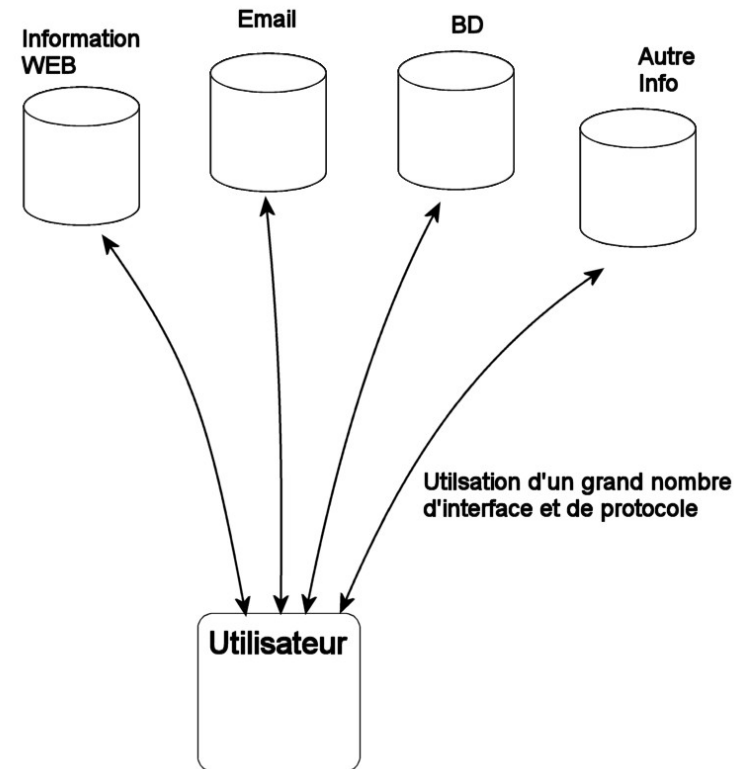 Information
WEB
Email
BD
Autre
Info
Utilsation d'un grand nombre
d'interface et de protocole
Utilisateur